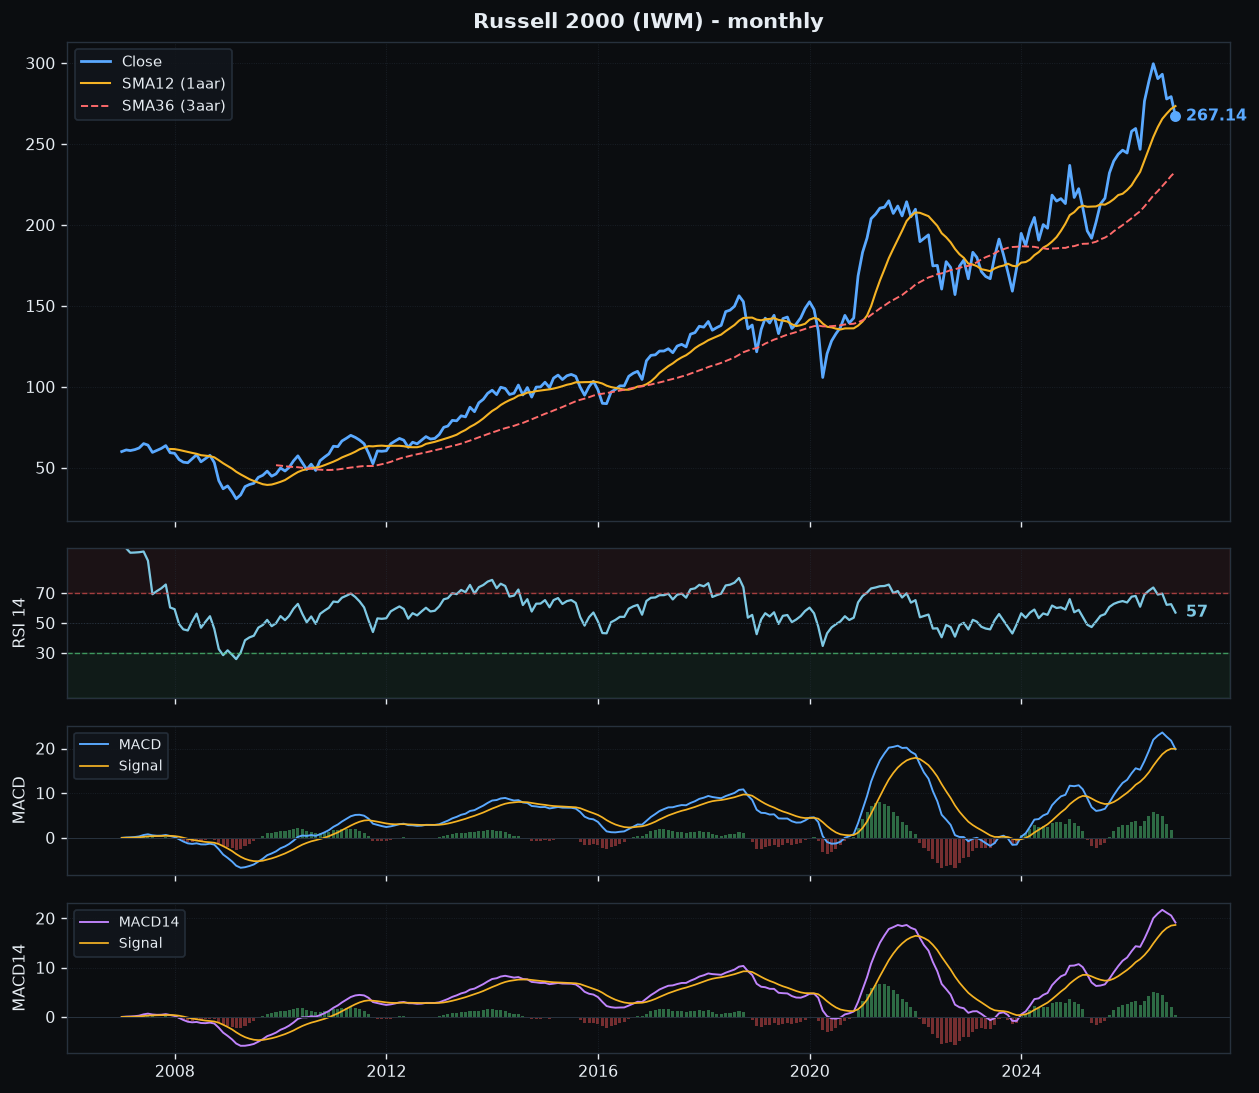 Russell 2000 (IWM) - monthly
Close
SMA12 (1aar)
SMA36 (3aar)
300
250
200
150
100
50
267.14
RSI 14
70
50
30
57
MACD
MACD
Signal
20
10
0
MACD14
MACD14
Signal
20
10
0
2008
2012
2016
2020
2024